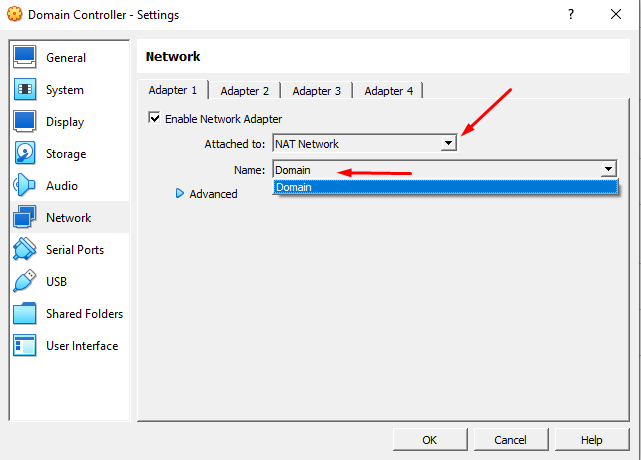 Domain Controller - Settings
General
System
Display
Storage
Audio
Network
Serial Ports
USB
Shared Folders
User Interface
Network
Adapter 1 Adapter 2 Adapter 3 Adapter 4
Enable Network Adapter
Attached to: NAT Network
Name: Domain
Domain
Advanced
OK Cancel Help